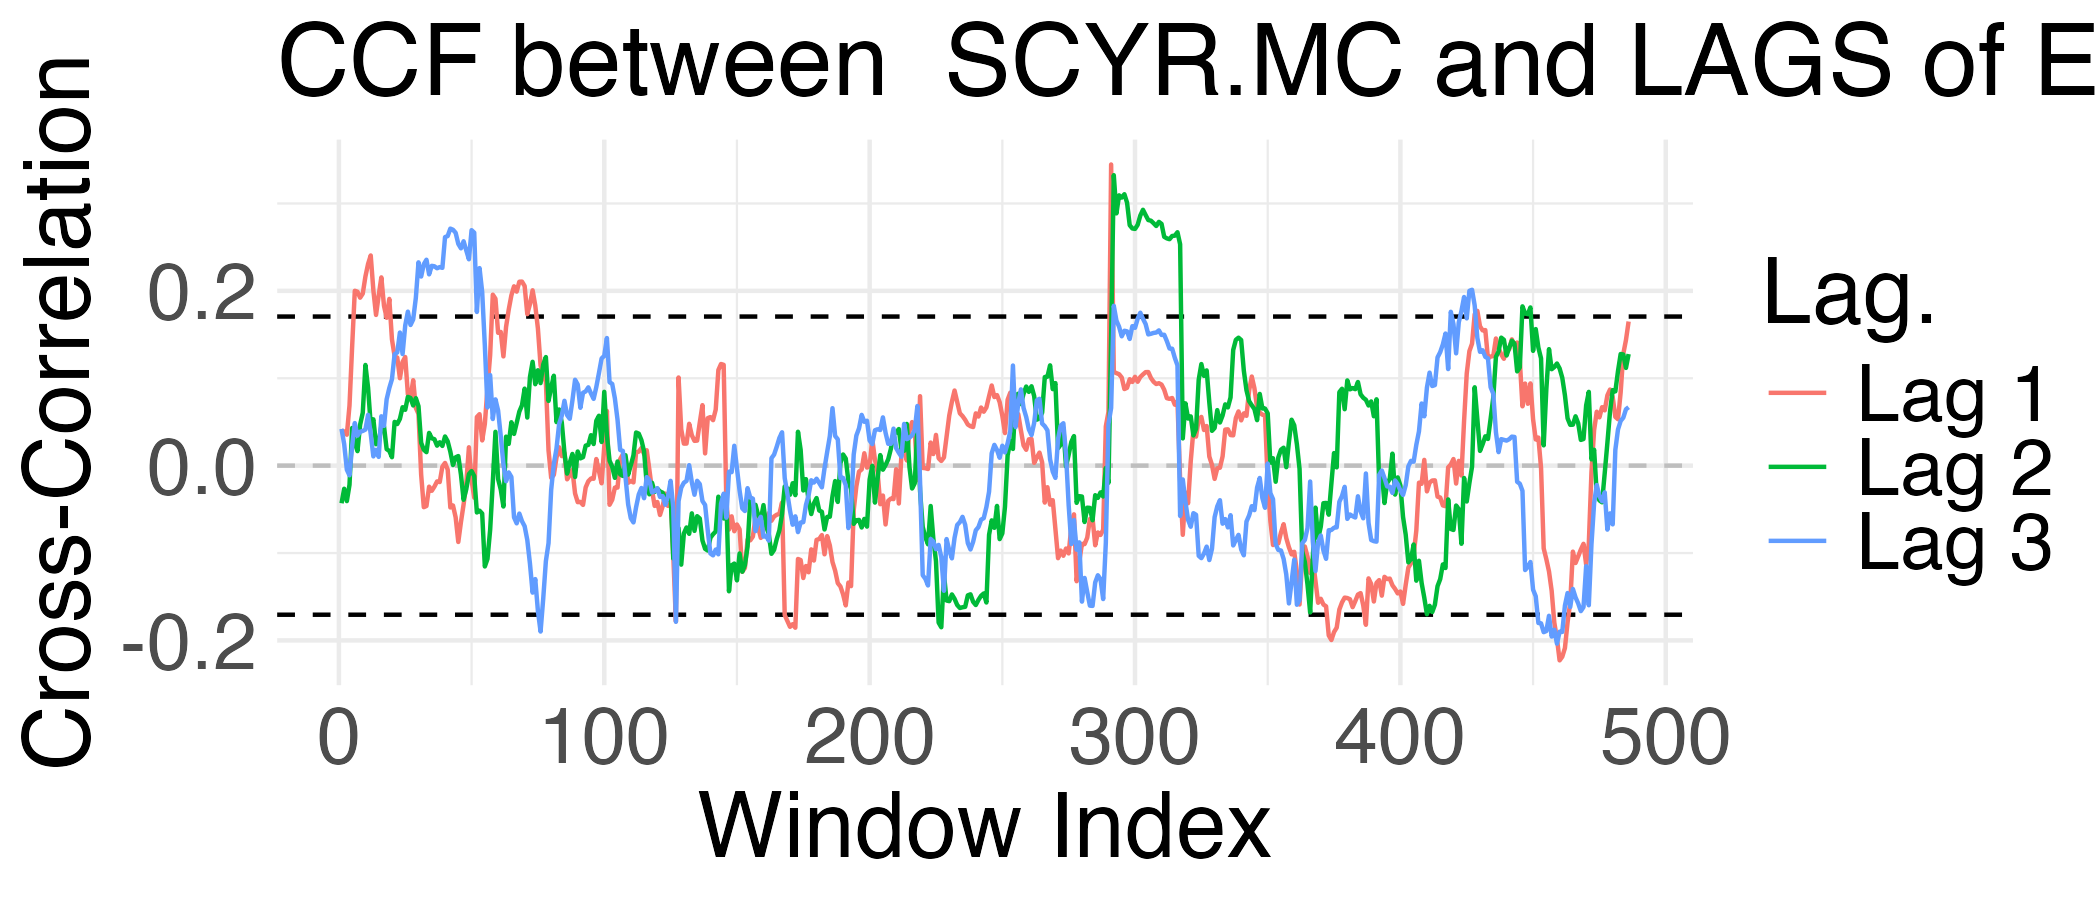 CCF between  SCYR.MC and LAGS of E
Cross-Correlation
0.2
0.0
-0.2
0
100
200
300
400
500
Window Index
Lag.
Lag 1
Lag 2
Lag 3